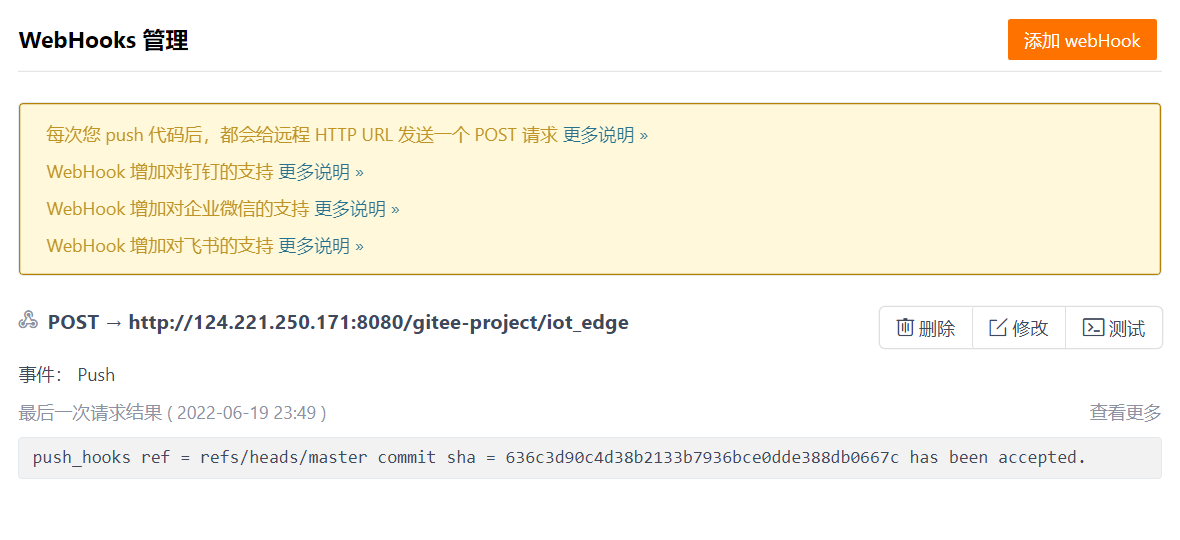 WebHooks 管理
添加 webHook
每次您 push 代码后，都会给远程 HTTP URL 发送一个 POST 请求 更多说明 »
WebHook 增加对钉钉的支持 更多说明 »
WebHook 增加对企业微信的支持 更多说明 »
WebHook 增加对飞书的支持 更多说明 »
POST → http://124.221.250.171:8080/gitee-project/iot_edge
删除 修改 测试
事件： Push
最后一次请求结果 ( 2022-06-19 23:49 )
查看更多
push_hooks ref = refs/heads/master commit sha = 636c3d90c4d38b2133b7936bce0dde388db0667c has been accepted.